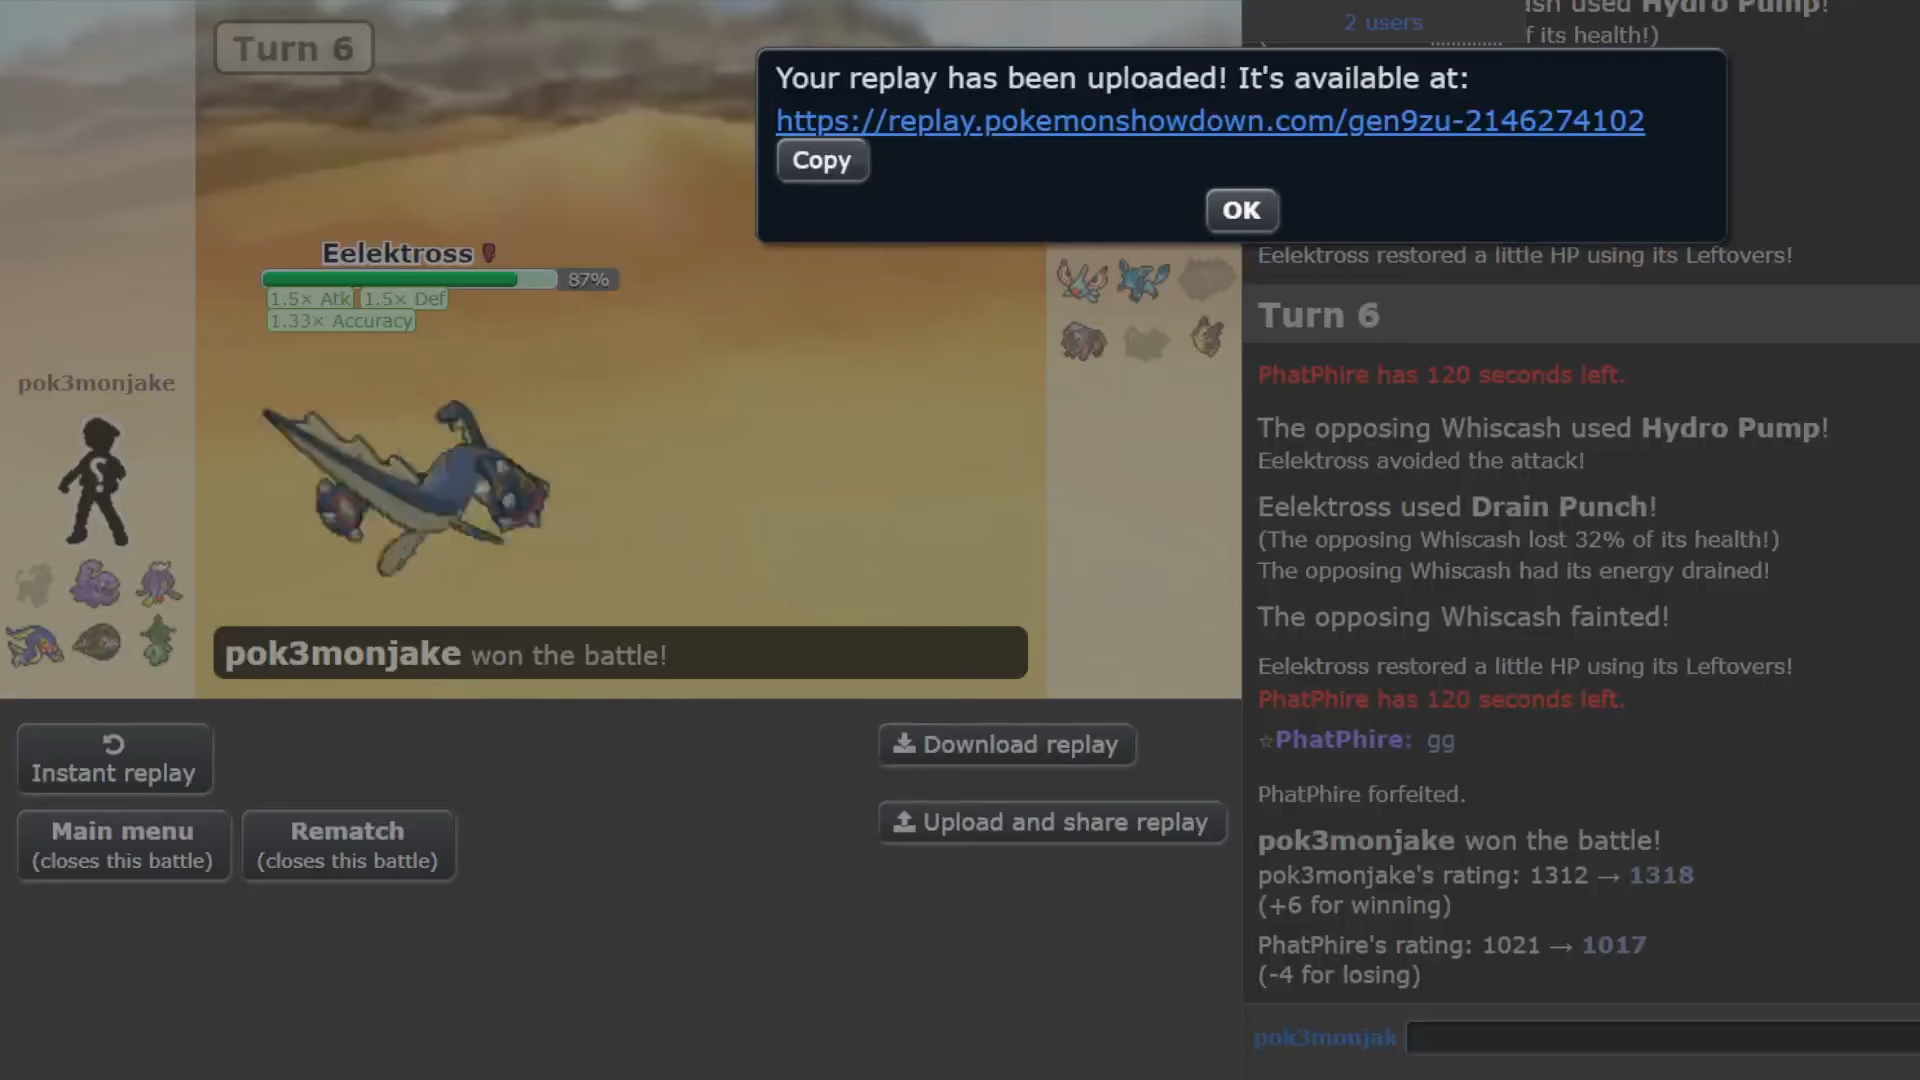 Turn 6
2 users
used Hydro Pump!
f its health!)
Your replay has been uploaded! It's available at:
https://replay.pokemonshowdown.com/gen9zu-2146274102
Copy
OK
Eelektross
87%
1.5× Atk 1.5× Def
1.33× Accuracy
pok3monjake
pok3monjake won the battle!
Instant replay
Main menu
(closes this battle)
Rematch
(closes this battle)
Download replay
Upload and share replay
Eelektross restored a little HP using its Leftovers!
Turn 6
PhatPhire has 120 seconds left.
The opposing Whiscash used Hydro Pump!
Eelektross avoided the attack!
Eelektross used Drain Punch!
(The opposing Whiscash lost 32% of its health!)
The opposing Whiscash had its energy drained!
The opposing Whiscash fainted!
Eelektross restored a little HP using its Leftovers!
PhatPhire has 120 seconds left.
☆PhatPhire: gg
PhatPhire forfeited.
pok3monjake won the battle!
pok3monjake's rating: 1312 → 1318
(+6 for winning)
PhatPhire's rating: 1021 → 1017
(-4 for losing)
pok3monjak